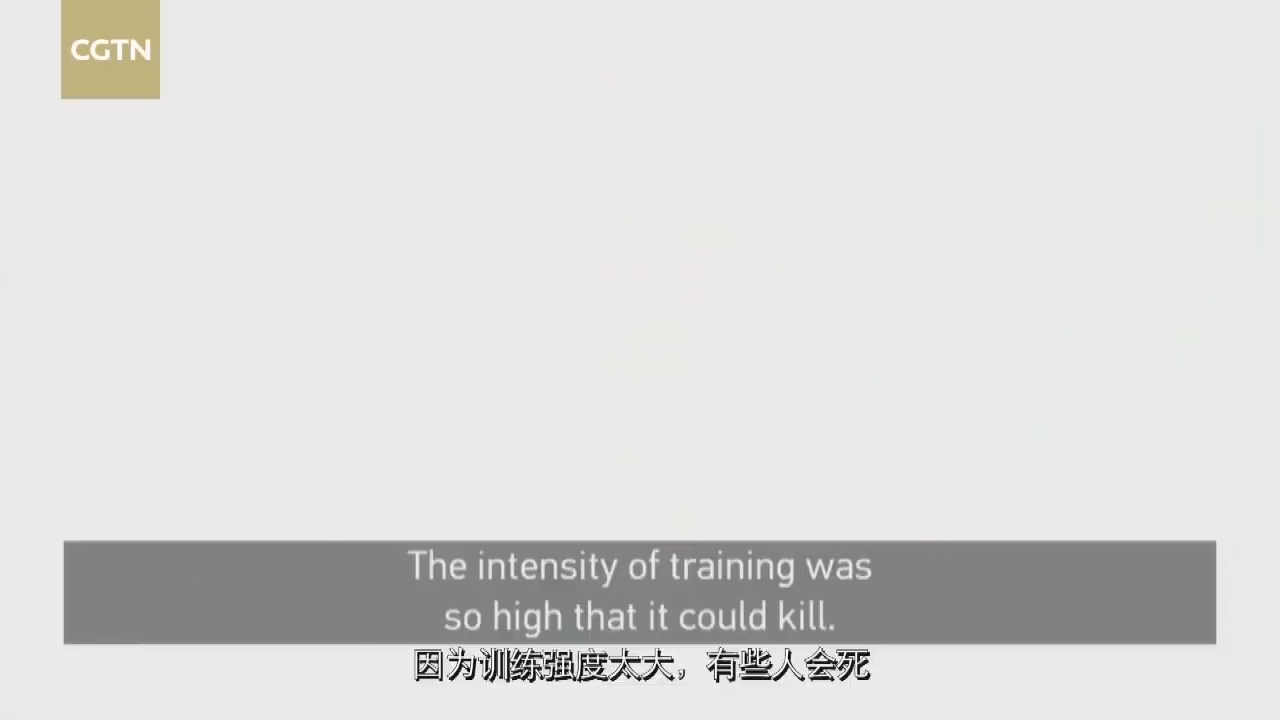 CGTN
The intensity of training was
so high that it could kill.
因为训练强度太大，有些人会死